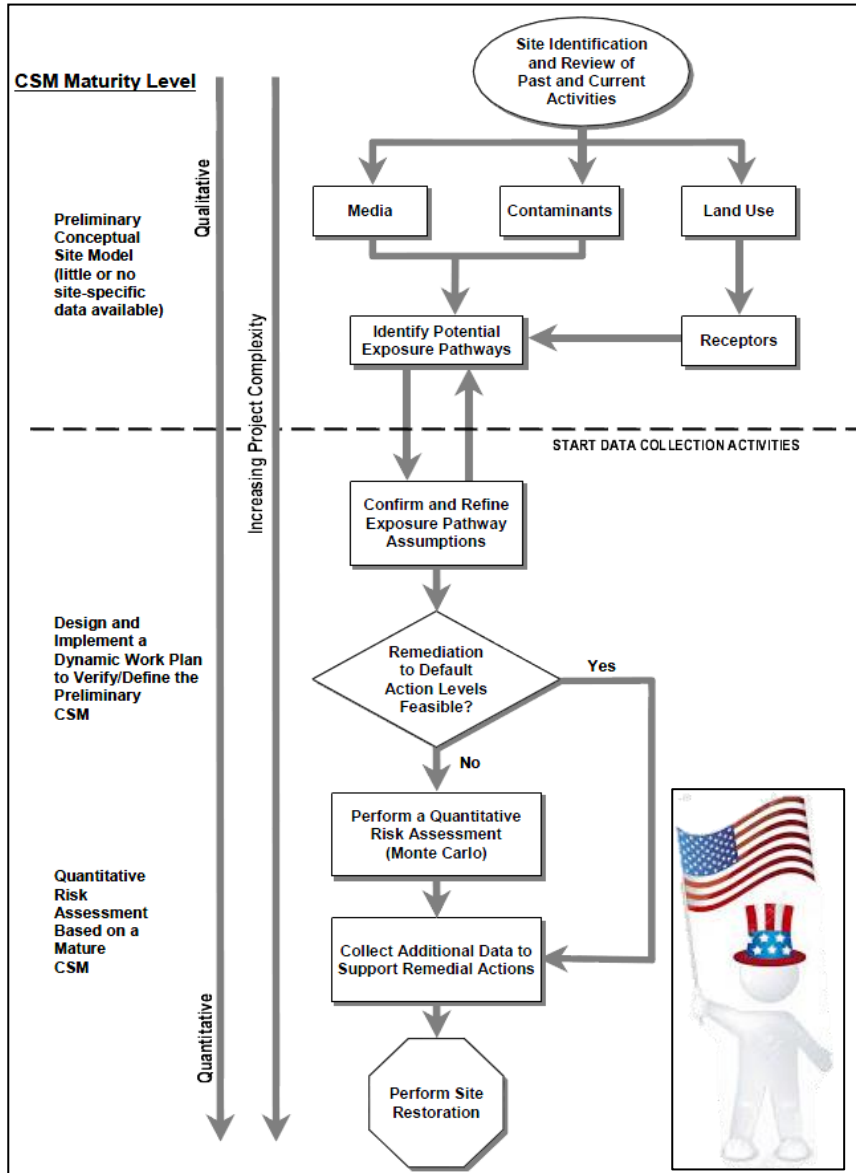 Site Identification
and Review of
Past and Current
Activities
CSM Maturity Level
Qualitative
Preliminary
Conceptual
Site Model
(little or no
site-specific
data available)
Media
Contaminants
Land Use
Identify Potential
Exposure Pathways
Receptors
Increasing Project Complexity
START DATA COLLECTION ACTIVITIES
Confirm and Refine
Exposure Pathway
Assumptions
Design and
Implement a
Dynamic Work Plan
to Verify/Define the
Preliminary
CSM
Remediation
to Default
Action Levels
Feasible?
Yes
No
Perform a Quantitative
Risk Assessment
(Monte Carlo)
Quantitative
Risk
Assessment
Based on a
Mature
CSM
Collect Additional Data to
Support Remedial Actions
Quantitative
Perform Site
Restoration